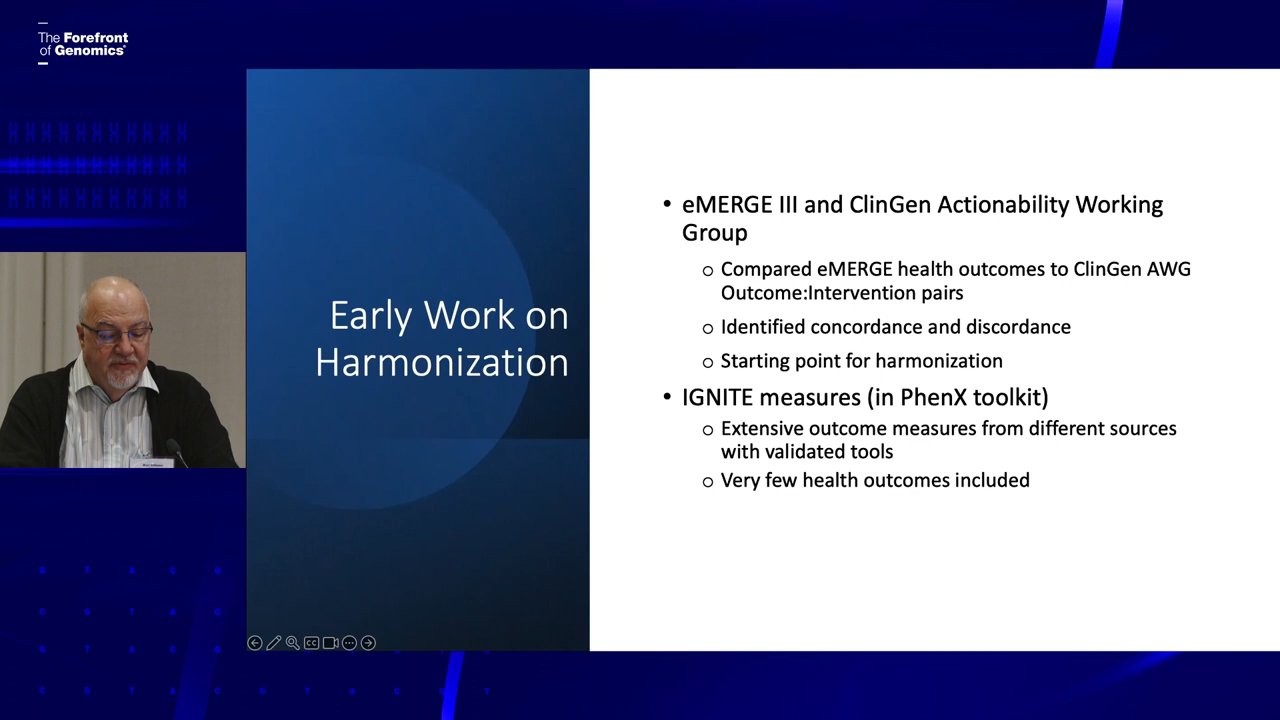 The Forefront
of Genomics
Early Work on
Harmonization
• eMERGE III and ClinGen Actionability Working
Group
o Compared eMERGE health outcomes to ClinGen AWG
Outcome:Intervention pairs
o Identified concordance and discordance
o Starting point for harmonization
• IGNITE measures (in PhenX toolkit)
o Extensive outcome measures from different sources
with validated tools
o Very few health outcomes included
CC